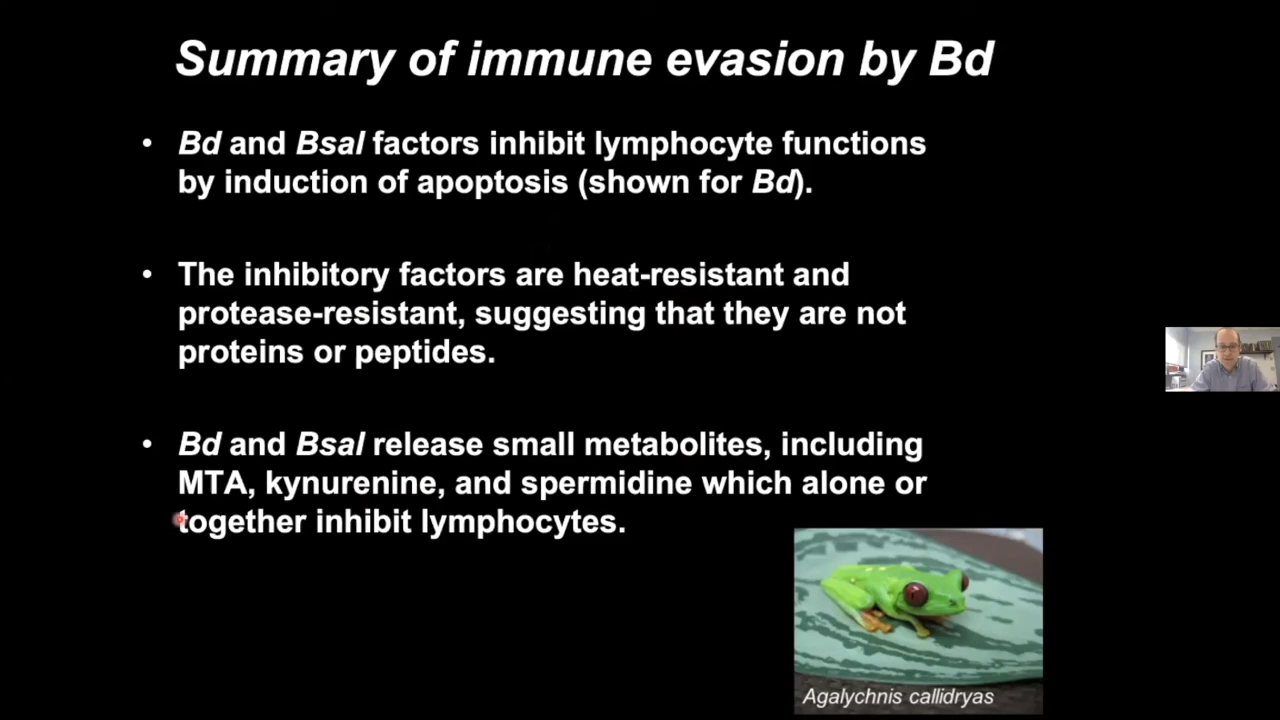 Summary of immune evasion by Bd
• Bd and Bsal factors inhibit lymphocyte functions
by induction of apoptosis (shown for Bd).
• The inhibitory factors are heat-resistant and
protease-resistant, suggesting that they are not
proteins or peptides.
• Bd and Bsal release small metabolites, including
MTA, kynurenine, and spermidine which alone or
together inhibit lymphocytes.
Agalychnis callidryas